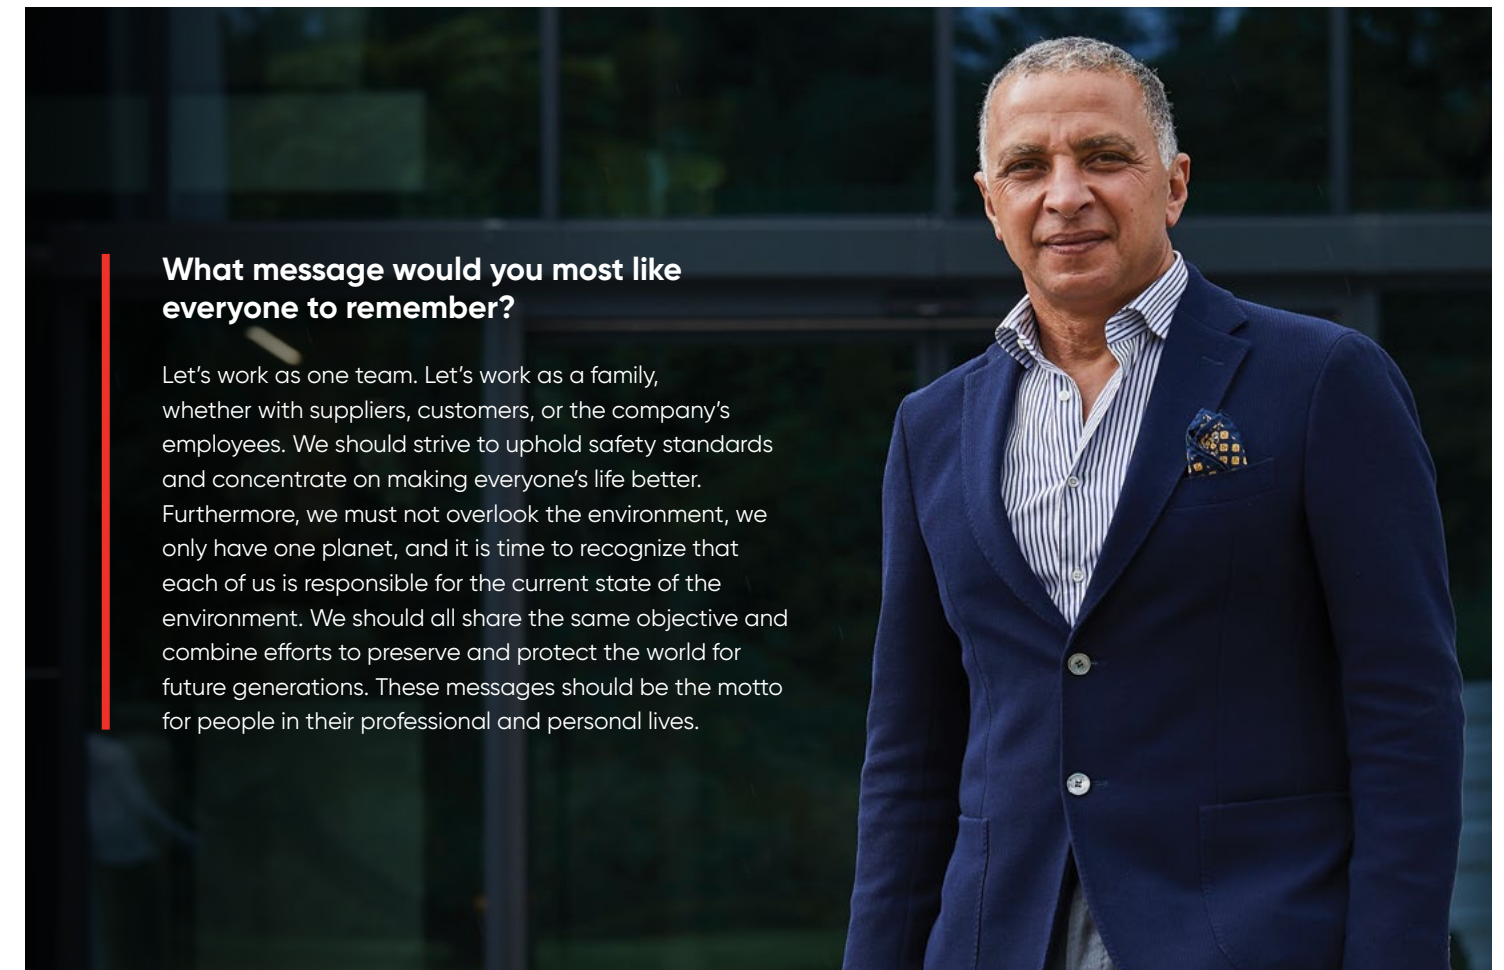 What message would you most like
everyone to remember?
Let’s work as one team. Let’s work as a family,
whether with suppliers, customers, or the company’s
employees. We should strive to uphold safety standards
and concentrate on making everyone’s life better.
Furthermore, we must not overlook the environment, we
only have one planet, and it is time to recognize that
each of us is responsible for the current state of the
environment. We should all share the same objective and
combine efforts to preserve and protect the world for
future generations. These messages should be the motto
for people in their professional and personal lives.